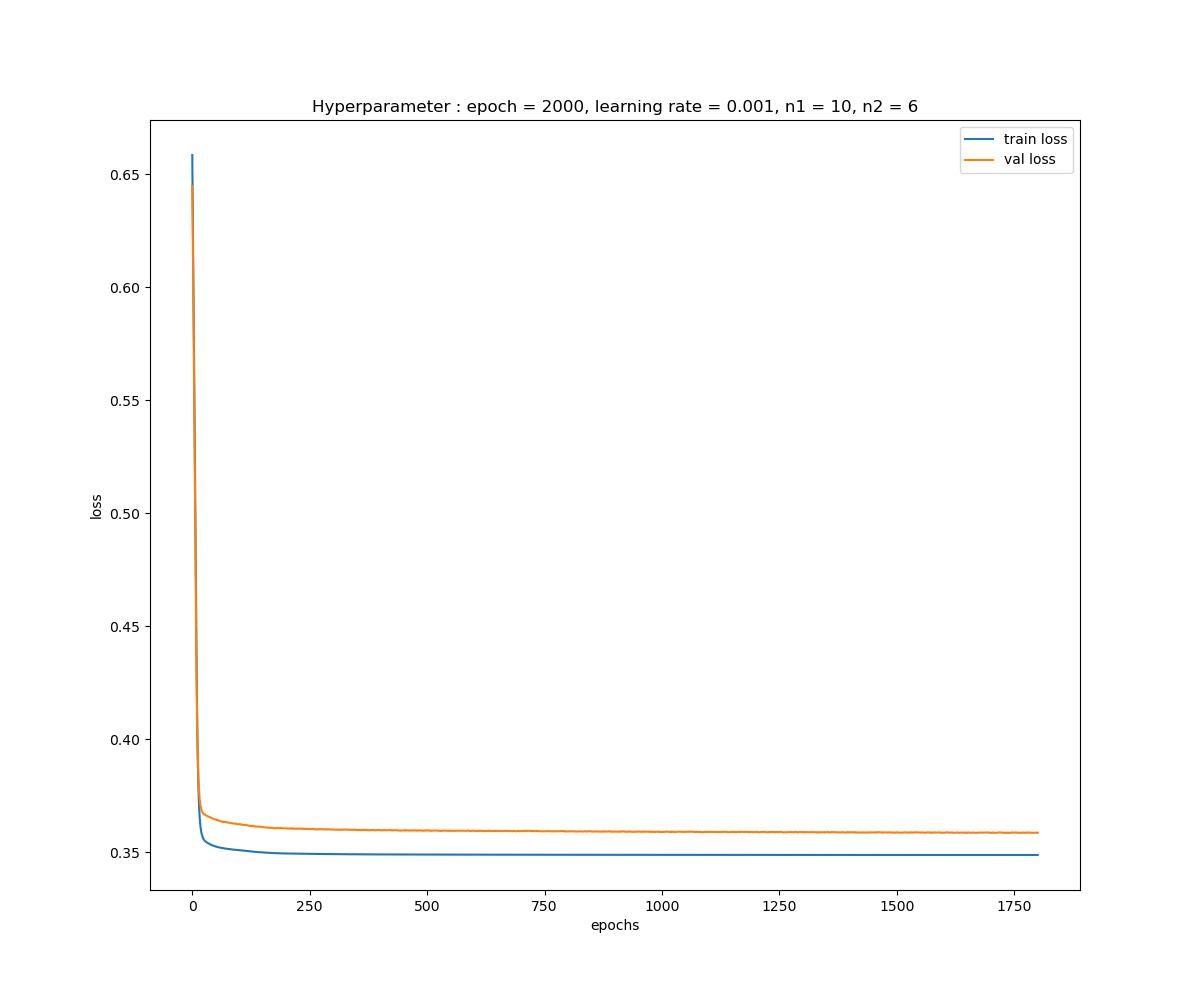 Hyperparameter : epoch = 2000, learning rate = 0.001, n1 = 10, n2 = 6
train loss
val loss
0.65
0.60
0.55
0.50
0.45
0.40
0.35
loss
0 250 500 750 1000 1250 1500 1750
epochs